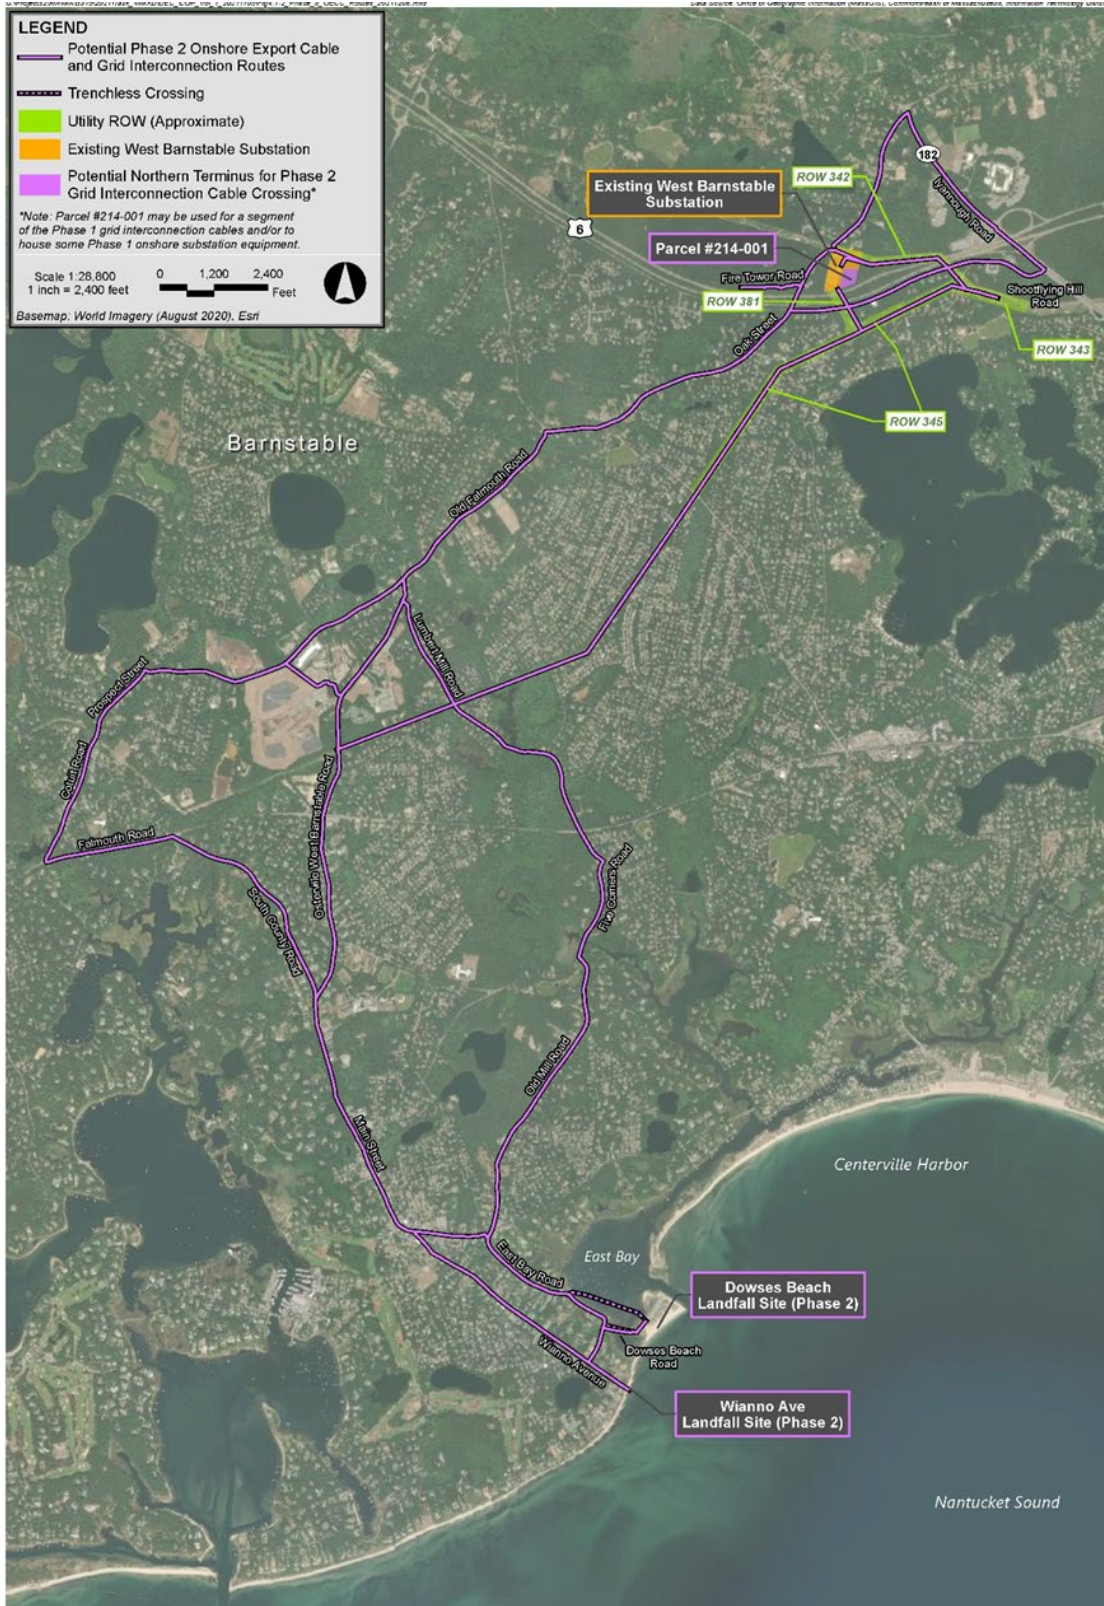 LEGEND
Potential Phase 2 Onshore Export Cable
and Grid Interconnection Routes
Trenchless Crossing
Utility ROW (Approximate)
Existing West Barnstable Substation
Potential Northern Terminus for Phase 2
Grid Interconnection Cable Crossing*
*Note: Parcel #214-001 may be used for a segment
of the Phase 1 grid interconnection cables and/or to
house some Phase 1 onshore substation equipment.
Scale 1:28,800
1 inch = 2,400 feet
0 1,200 2,400
Feet
Basemap: World Imagery (August 2020), Esri
182
Iyannough Road
ROW 342
Existing West Barnstable
Substation
6
Parcel #214-001
Fire Tower Road
ROW 381
Shootflying Hill
Road
Oak Street
ROW 343
ROW 345
Barnstable
Old Falmouth Road
Lumbert Mill Road
Prospect Street
Cotuit Road
Osterville West Barnstable Road
Falmouth Road
South County Road
Five Corners Road
Old Mill Road
Main Street
Centerville Harbor
East Bay
East Bay Road
Dowses Beach
Landfall Site (Phase 2)
Dowses Beach
Road
Wianno Avenue
Wianno Ave
Landfall Site (Phase 2)
Nantucket Sound